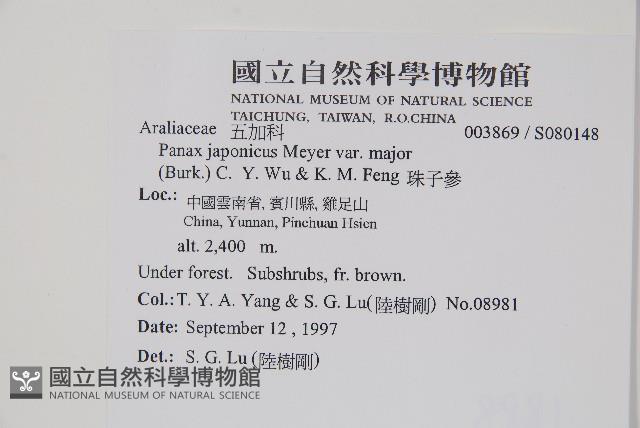 國立自然科學博物館
NATIONAL MUSEUM OF NATURAL SCIENCE
TAICHUNG, TAIWAN, R.O.CHINA
Araliaceae 五加科 003869 / S080148
Panax japonicus Meyer var. major
(Burk.) C. Y. Wu & K. M. Feng 珠子參
Loc.: 中國雲南省, 賓川縣, 雞足山
China, Yunnan, Pinchuan Hsien
alt. 2,400 m.
Under forest. Subshrubs, fr. brown.
Col.: T. Y. A. Yang & S. G. Lu(陸樹剛) No.08981
Date: September 12 , 1997
Det.: S. G. Lu (陸樹剛)
國立自然科學博物館
NATIONAL MUSEUM OF NATURAL SCIENCE